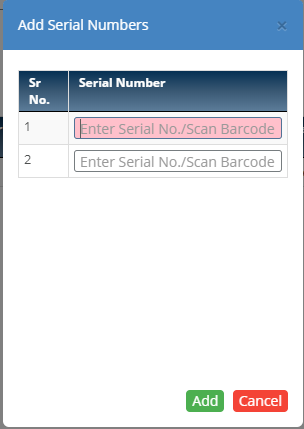 Add Serial Numbers ×
Sr No. Serial Number
1 Enter Serial No./Scan Barcode
2 Enter Serial No./Scan Barcode
Add Cancel